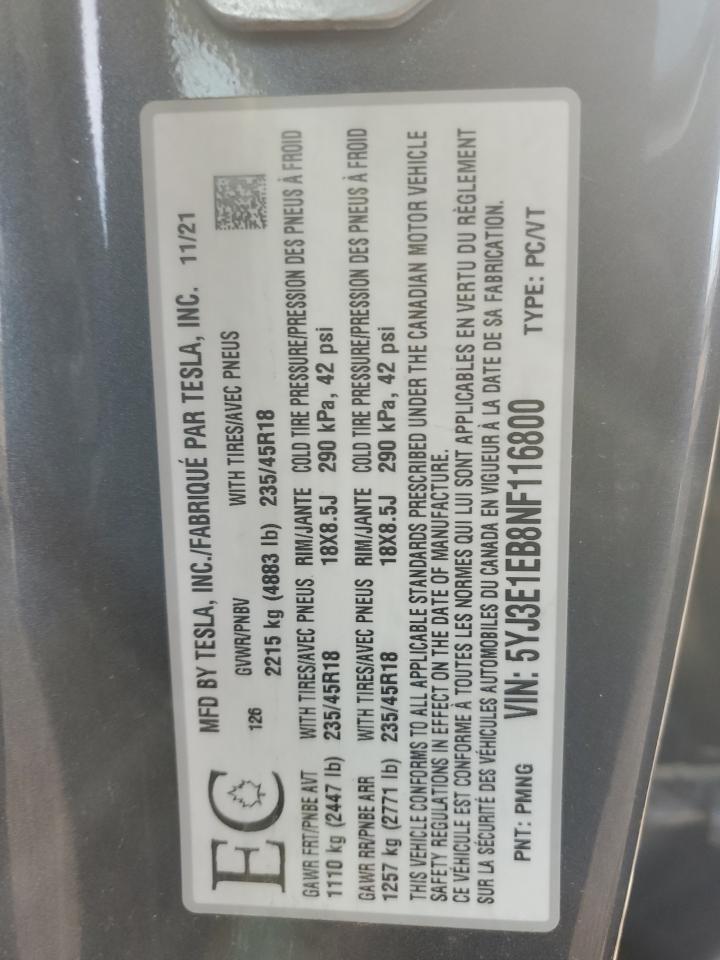 MFD BY TESLA, INC./FABRIQUÉ PAR TESLA, INC. 11/21
EC
126
GVWR/PNBV WITH TIRES/AVEC PNEUS
2215 kg (4883 lb) 235/45R18
GAWR FRT/PNBE AVT WITH TIRES/AVEC PNEUS RIM/JANTE COLD TIRE PRESSURE/PRESSION DES PNEUS À FROID
1110 kg (2447 lb) 235/45R18 18X8.5J 290 kPa, 42 psi
GAWR RR/PNBE ARR WITH TIRES/AVEC PNEUS RIM/JANTE COLD TIRE PRESSURE/PRESSION DES PNEUS À FROID
1257 kg (2771 lb) 235/45R18 18X8.5J 290 kPa, 42 psi
THIS VEHICLE CONFORMS TO ALL APPLICABLE STANDARDS PRESCRIBED UNDER THE CANADIAN MOTOR VEHICLE
SAFETY REGULATIONS IN EFFECT ON THE DATE OF MANUFACTURE.
CE VÉHICULE EST CONFORME À TOUTES LES NORMES QUI LUI SONT APPLICABLES EN VERTU DU RÈGLEMENT
SUR LA SÉCURITÉ DES VÉHICULES AUTOMOBILES DU CANADA EN VIGUEUR À LA DATE DE SA FABRICATION.
PNT: PMNG VIN: 5YJ3E1EB8NF116800 TYPE: PC/VT